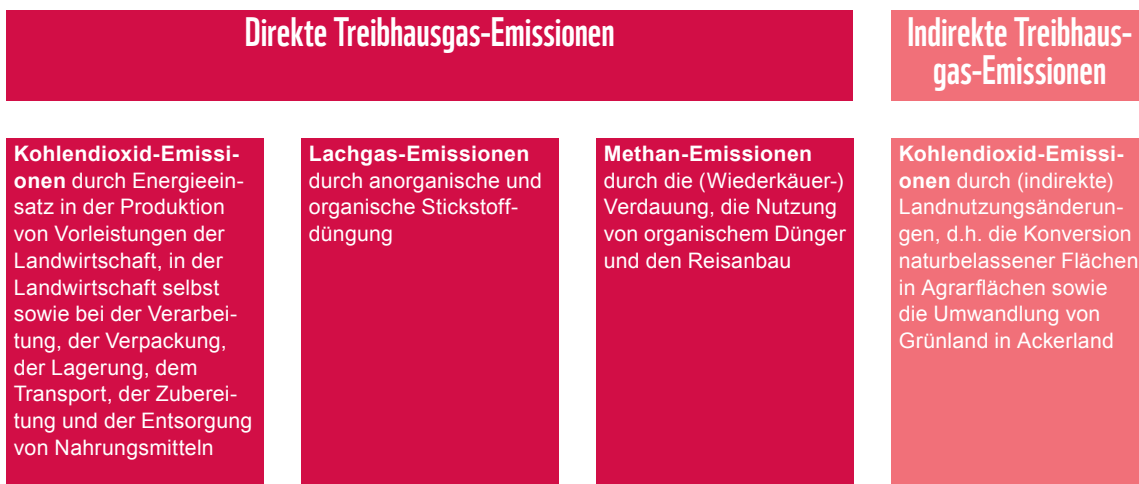 Direkte Treibhausgas-Emissionen
Indirekte Treibhaus-
gas-Emissionen
Kohlendioxid-Emissi-
onen durch Energieein-
satz in der Produktion
von Vorleistungen der
Landwirtschaft, in der
Landwirtschaft selbst
sowie bei der Verarbei-
tung, der Verpackung,
der Lagerung, dem
Transport, der Zuberei-
tung und der Entsorgung
von Nahrungsmitteln
Lachgas-Emissionen
durch anorganische und
organische Stickstoff-
düngung
Methan-Emissionen
durch die (Wiederkäuer-)
Verdauung, die Nutzung
von organischem Dünger
und den Reisanbau
Kohlendioxid-Emissi-
onen durch (indirekte)
Landnutzungsänderun-
gen, d.h. die Konversion
naturbelassener Flächen
in Agrarflächen sowie
die Umwandlung von
Grünland in Ackerland